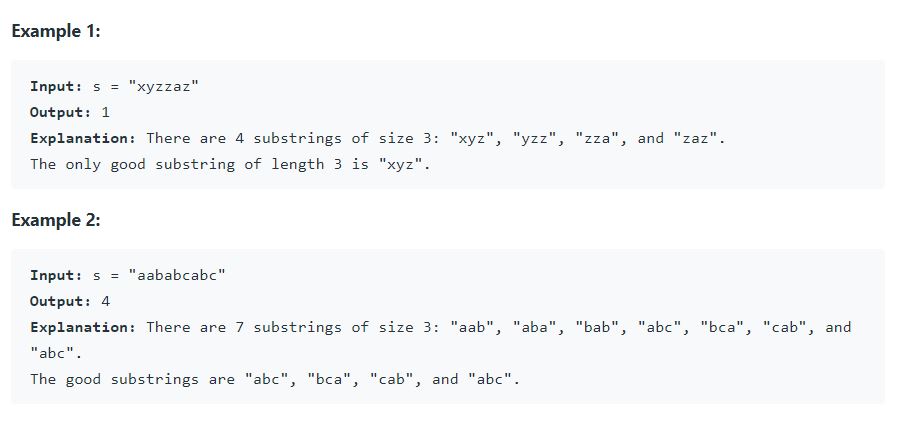 Example 1:
Input: s = "xyzzaz"
Output: 1
Explanation: There are 4 substrings of size 3: "xyz", "yzz", "zza", and "zaz".
The only good substring of length 3 is "xyz".
Example 2:
Input: s = "aababcabc"
Output: 4
Explanation: There are 7 substrings of size 3: "aab", "aba", "bab", "abc", "bca", "cab", and
"abc".
The good substrings are "abc", "bca", "cab", and "abc".